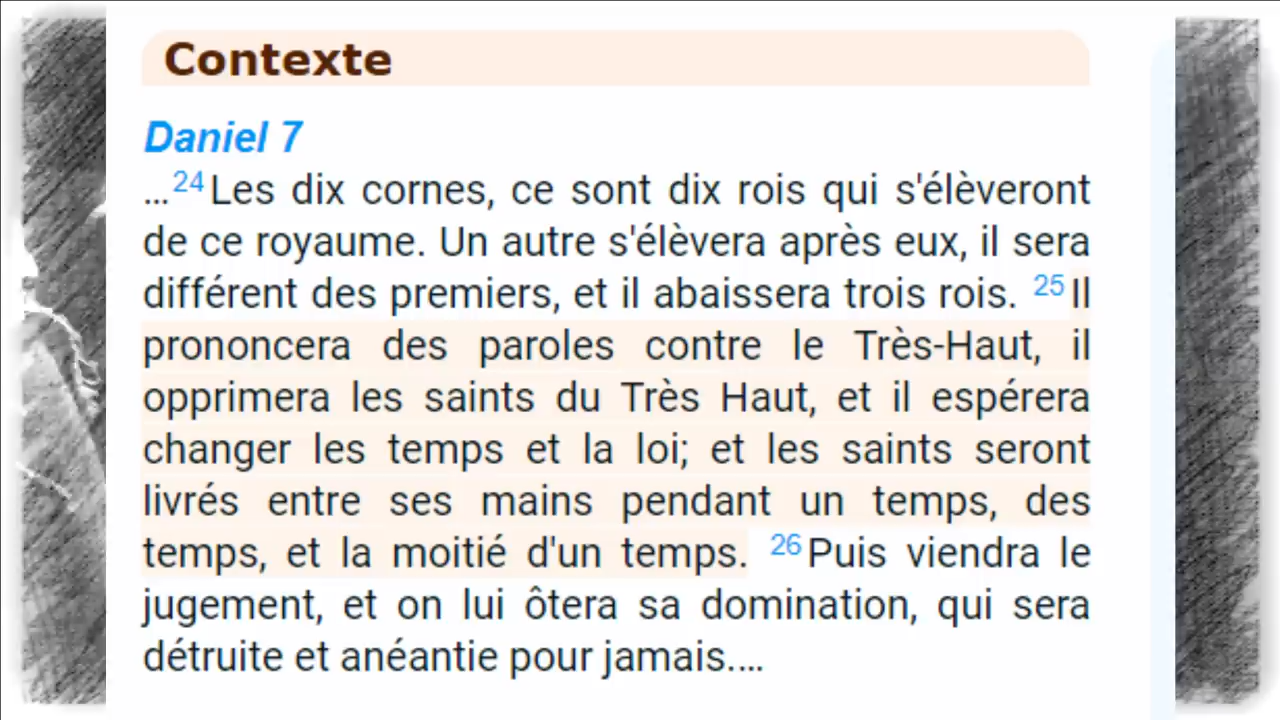 Contexte
Daniel 7
...24 Les dix cornes, ce sont dix rois qui s'élèveront
de ce royaume. Un autre s'élèvera après eux, il sera
différent des premiers, et il abaissera trois rois. 25 Il
prononcera des paroles contre le Très-Haut, il
opprimera les saints du Très Haut, et il espérera
changer les temps et la loi; et les saints seront
livrés entre ses mains pendant un temps, des
temps, et la moitié d'un temps. 26 Puis viendra le
jugement, et on lui ôtera sa domination, qui sera
détruite et anéantie pour jamais....